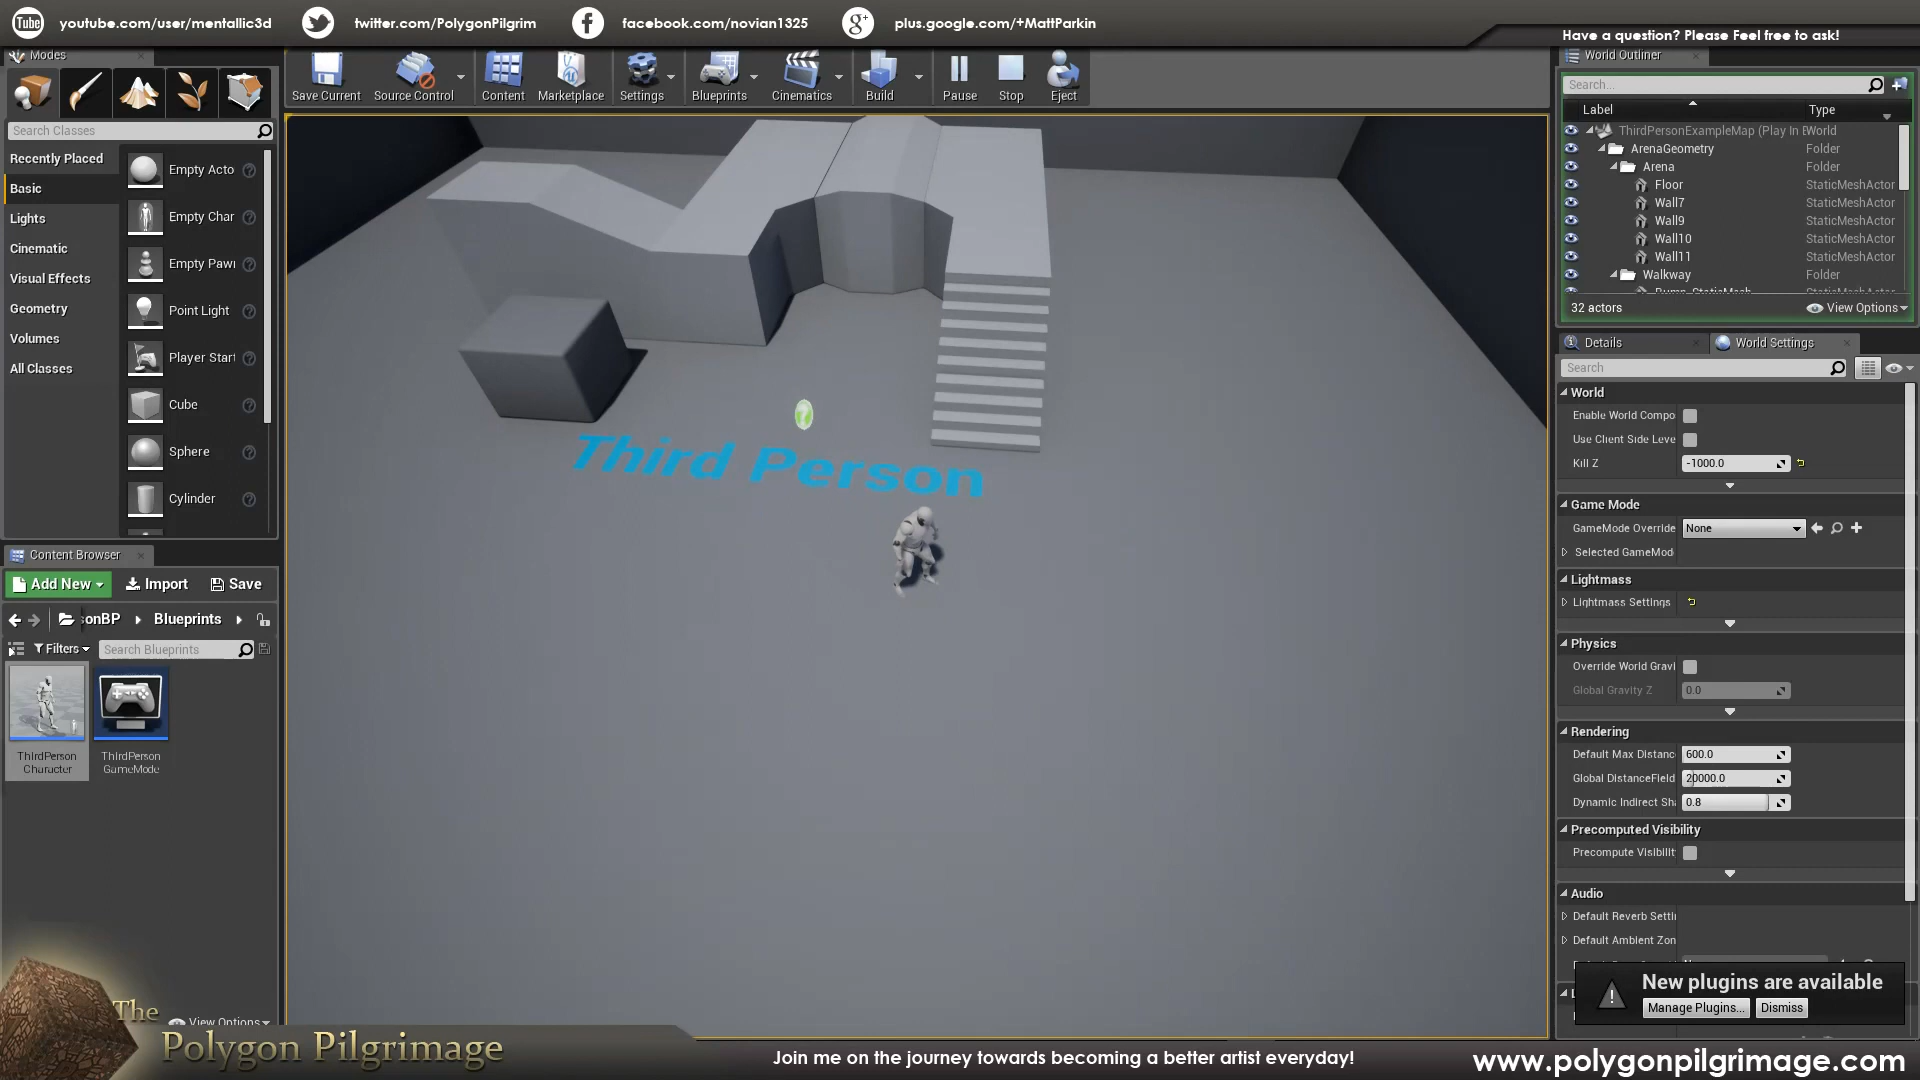 You Tube
youtube.com/user/mentallic3d
twitter.com/PolygonPilgrim
facebook.com/novian1325
g+
plus.google.com/+MattParkin
Have a question? Please Feel free to ask!
Modes
Search Classes
Recently Placed
Basic
Lights
Cinematic
Visual Effects
Geometry
Volumes
All Classes
Empty Acto
Empty Char
Empty Paw
Point Light
Player Start
Cube
Sphere
Cylinder
Save Current
Source Control
Content
Marketplace
Settings
Blueprints
Cinematics
Build
Pause
Stop
Eject
Third Person
World Outliner
Search...
Label
Type
ThirdPersonExampleMap (Play In E
World
ArenaGeometry
Folder
Arena
Folder
Floor
StaticMeshActor
Wall7
StaticMeshActor
Wall9
StaticMeshActor
Wall10
StaticMeshActor
Wall11
StaticMeshActor
Walkway
Folder
32 actors
View Options
Details
World Settings
Search
World
Enable World Compo
Use Client Side Leve
Kill Z
-1000.0
Game Mode
GameMode Override
None
Selected GameMod
Lightmass
Lightmass Settings
Physics
Override World Gravi
Global Gravity Z
0.0
Rendering
Default Max Distanc
600.0
Global DistanceField
20000.0
Dynamic Indirect Sha
0.8
Precomputed Visibility
Precompute Visibilit
Audio
Default Reverb Setti
Default Ambient Zon
New plugins are available
Manage Plugins...
Dismiss
Content Browser
Add New
Import
Save
sonBP
Blueprints
Filters
Search Blueprints
ThirdPerson
Character
ThirdPerson
GameMode
View Options
The
Polygon Pilgrimage
Join me on the journey towards becoming a better artist everyday!
www.polygonpilgrimage.com